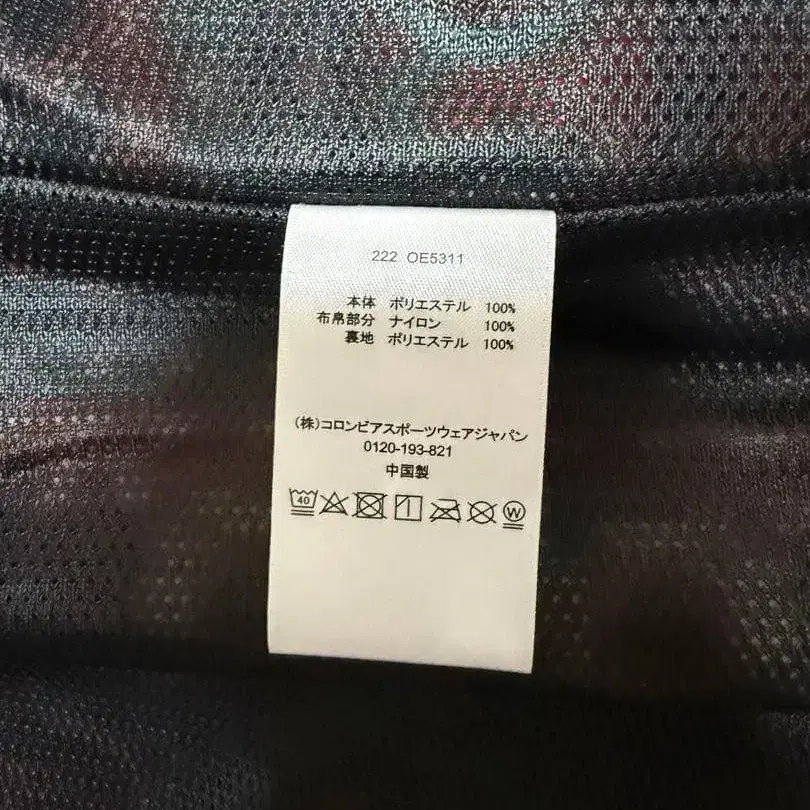 222 OE5311
本体 ポリエステル 100%
布帛部分 ナイロン 100%
裏地 ポリエステル 100%
(株)コロンビアスポーツウェアジャパン
0120-193-821
中国製
40 W